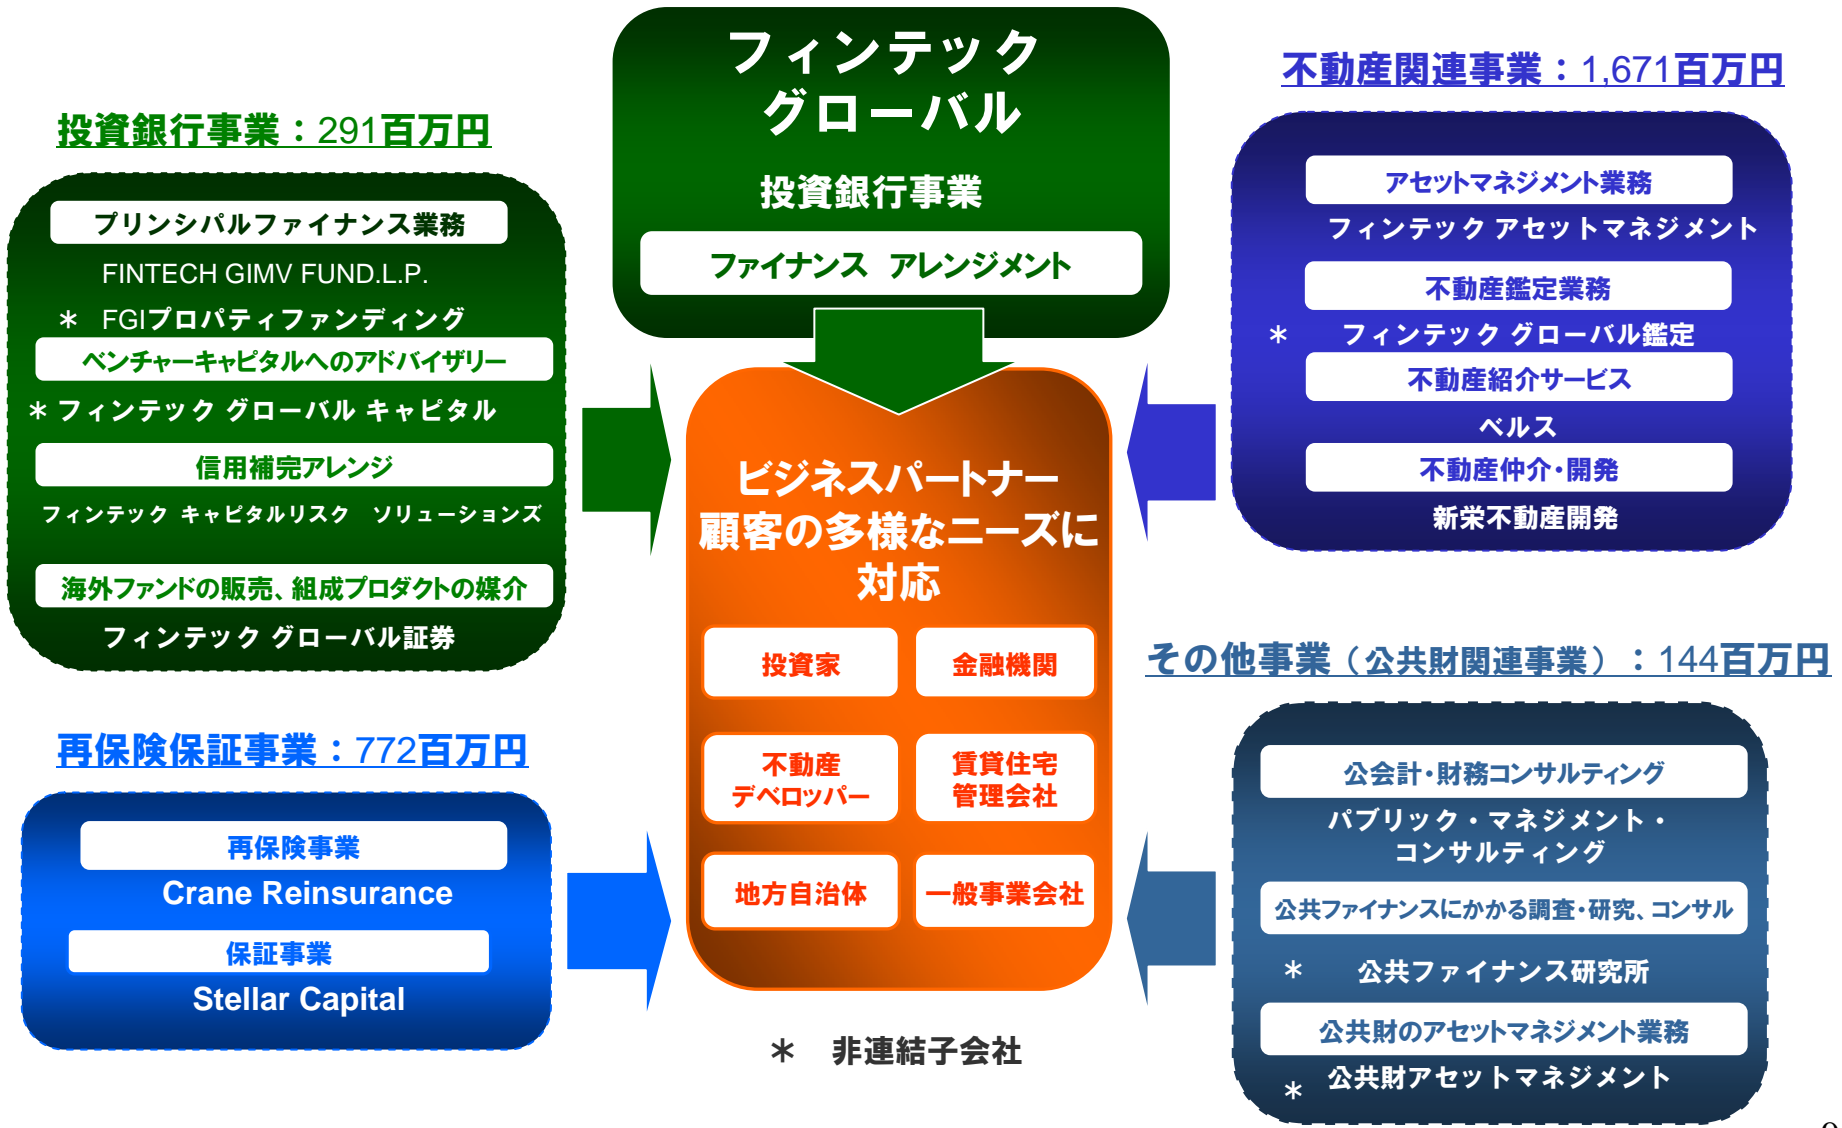 フィンテック
グローバル
投資銀行事業
ファイナンス アレンジメント
投資銀行事業：291百万円
プリンシパルファイナンス業務
FINTECH GIMV FUND.L.P.
＊ FGIプロパティファンディング
ベンチャーキャピタルへのアドバイザリー
＊フィンテック グローバル キャピタル
信用補完アレンジ
フィンテック キャピタルリスク ソリューションズ
海外ファンドの販売、組成プロダクトの媒介
フィンテック グローバル証券
再保険保証事業：772百万円
再保険事業
Crane Reinsurance
保証事業
Stellar Capital
ビジネスパートナー
顧客の多様なニーズに
対応
投資家
金融機関
不動産
デベロッパー
賃貸住宅
管理会社
地方自治体
一般事業会社
＊ 非連結子会社
不動産関連事業：1,671百万円
アセットマネジメント業務
フィンテック アセットマネジメント
不動産鑑定業務
＊ フィンテック グローバル鑑定
不動産紹介サービス
ベルス
不動産仲介・開発
新栄不動産開発
その他事業（公共財関連事業）：144百万円
公会計・財務コンサルティング
パブリック・マネジメント・
コンサルティング
公共ファイナンスにかかる調査・研究、コンサル
＊ 公共ファイナンス研究所
公共財のアセットマネジメント業務
＊ 公共財アセットマネジメント